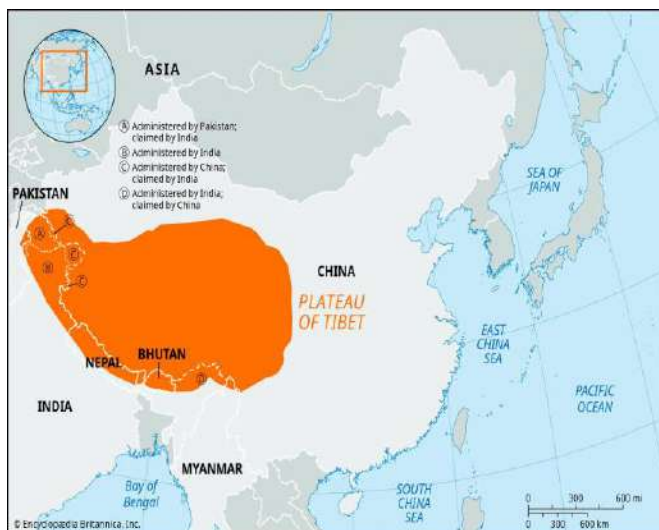 ASIA
Ⓐ Administered by Pakistan;
claimed by India
Ⓑ Administered by India
Ⓒ Administered by China;
claimed by India
Ⓓ Administered by India;
claimed by China
PAKISTAN
SEA OF
JAPAN
Ⓐ
Ⓒ
Ⓑ
Ⓒ
Ⓒ
CHINA
PLATEAU
OF TIBET
EAST
CHINA
SEA
NEPAL
BHUTAN
Ⓓ
PACIFIC
OCEAN
INDIA
MYANMAR
Bay of
Bengal
SOUTH
CHINA
SEA
0 300 600 mi
0 300 600 km
© Encyclopædia Britannica, Inc.